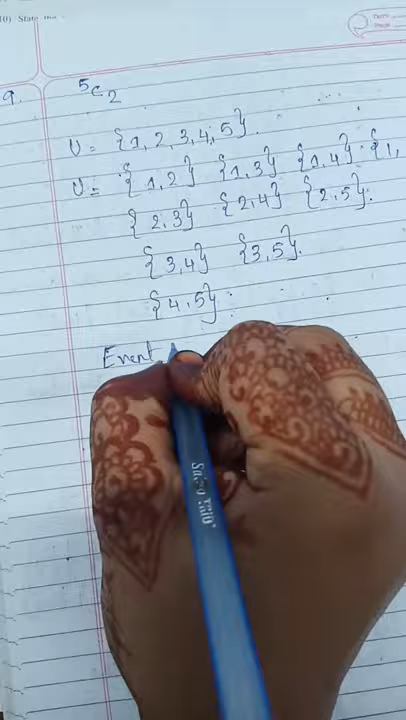 10) State the
9. ⁵C₂
U = {1,2,3,4,5}.
U = {1,2} {1,3} {1,4} {1,
{2,3} {2,4} {2,5}.
{3,4} {3,5}.
{4,5}:
Event